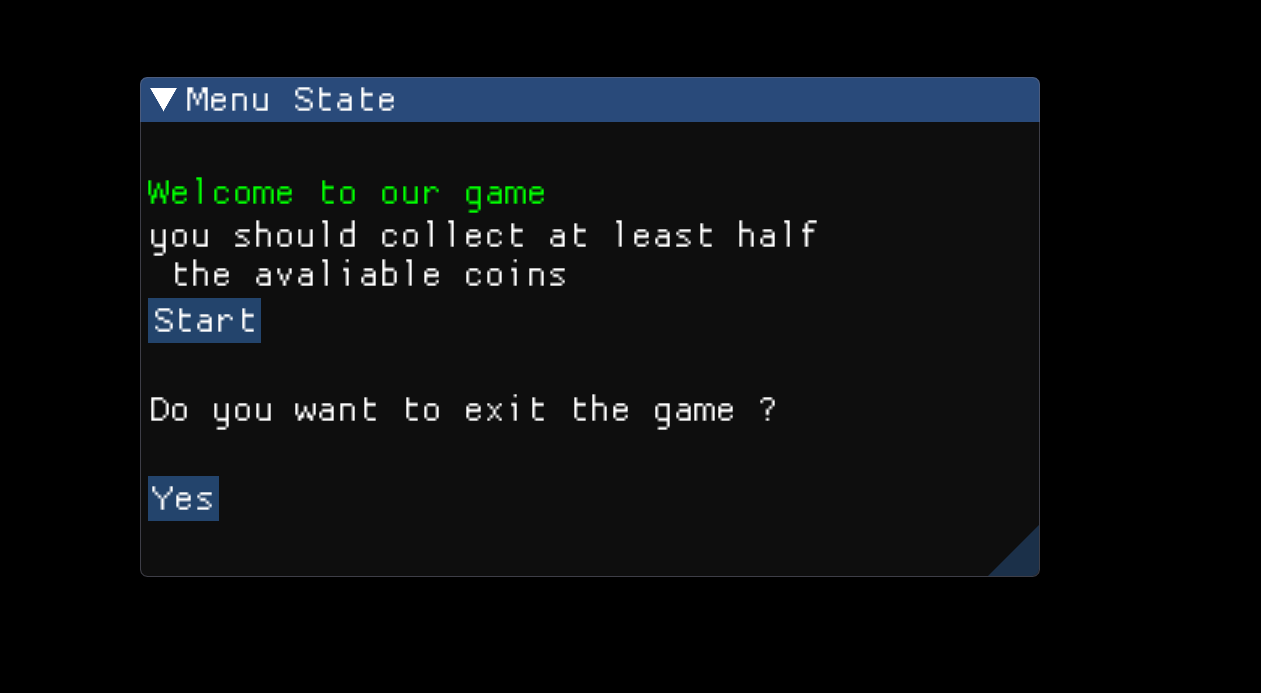 Menu State
Welcome to our game
you should collect at least half
the avaliable coins
Start
Do you want to exit the game ?
Yes